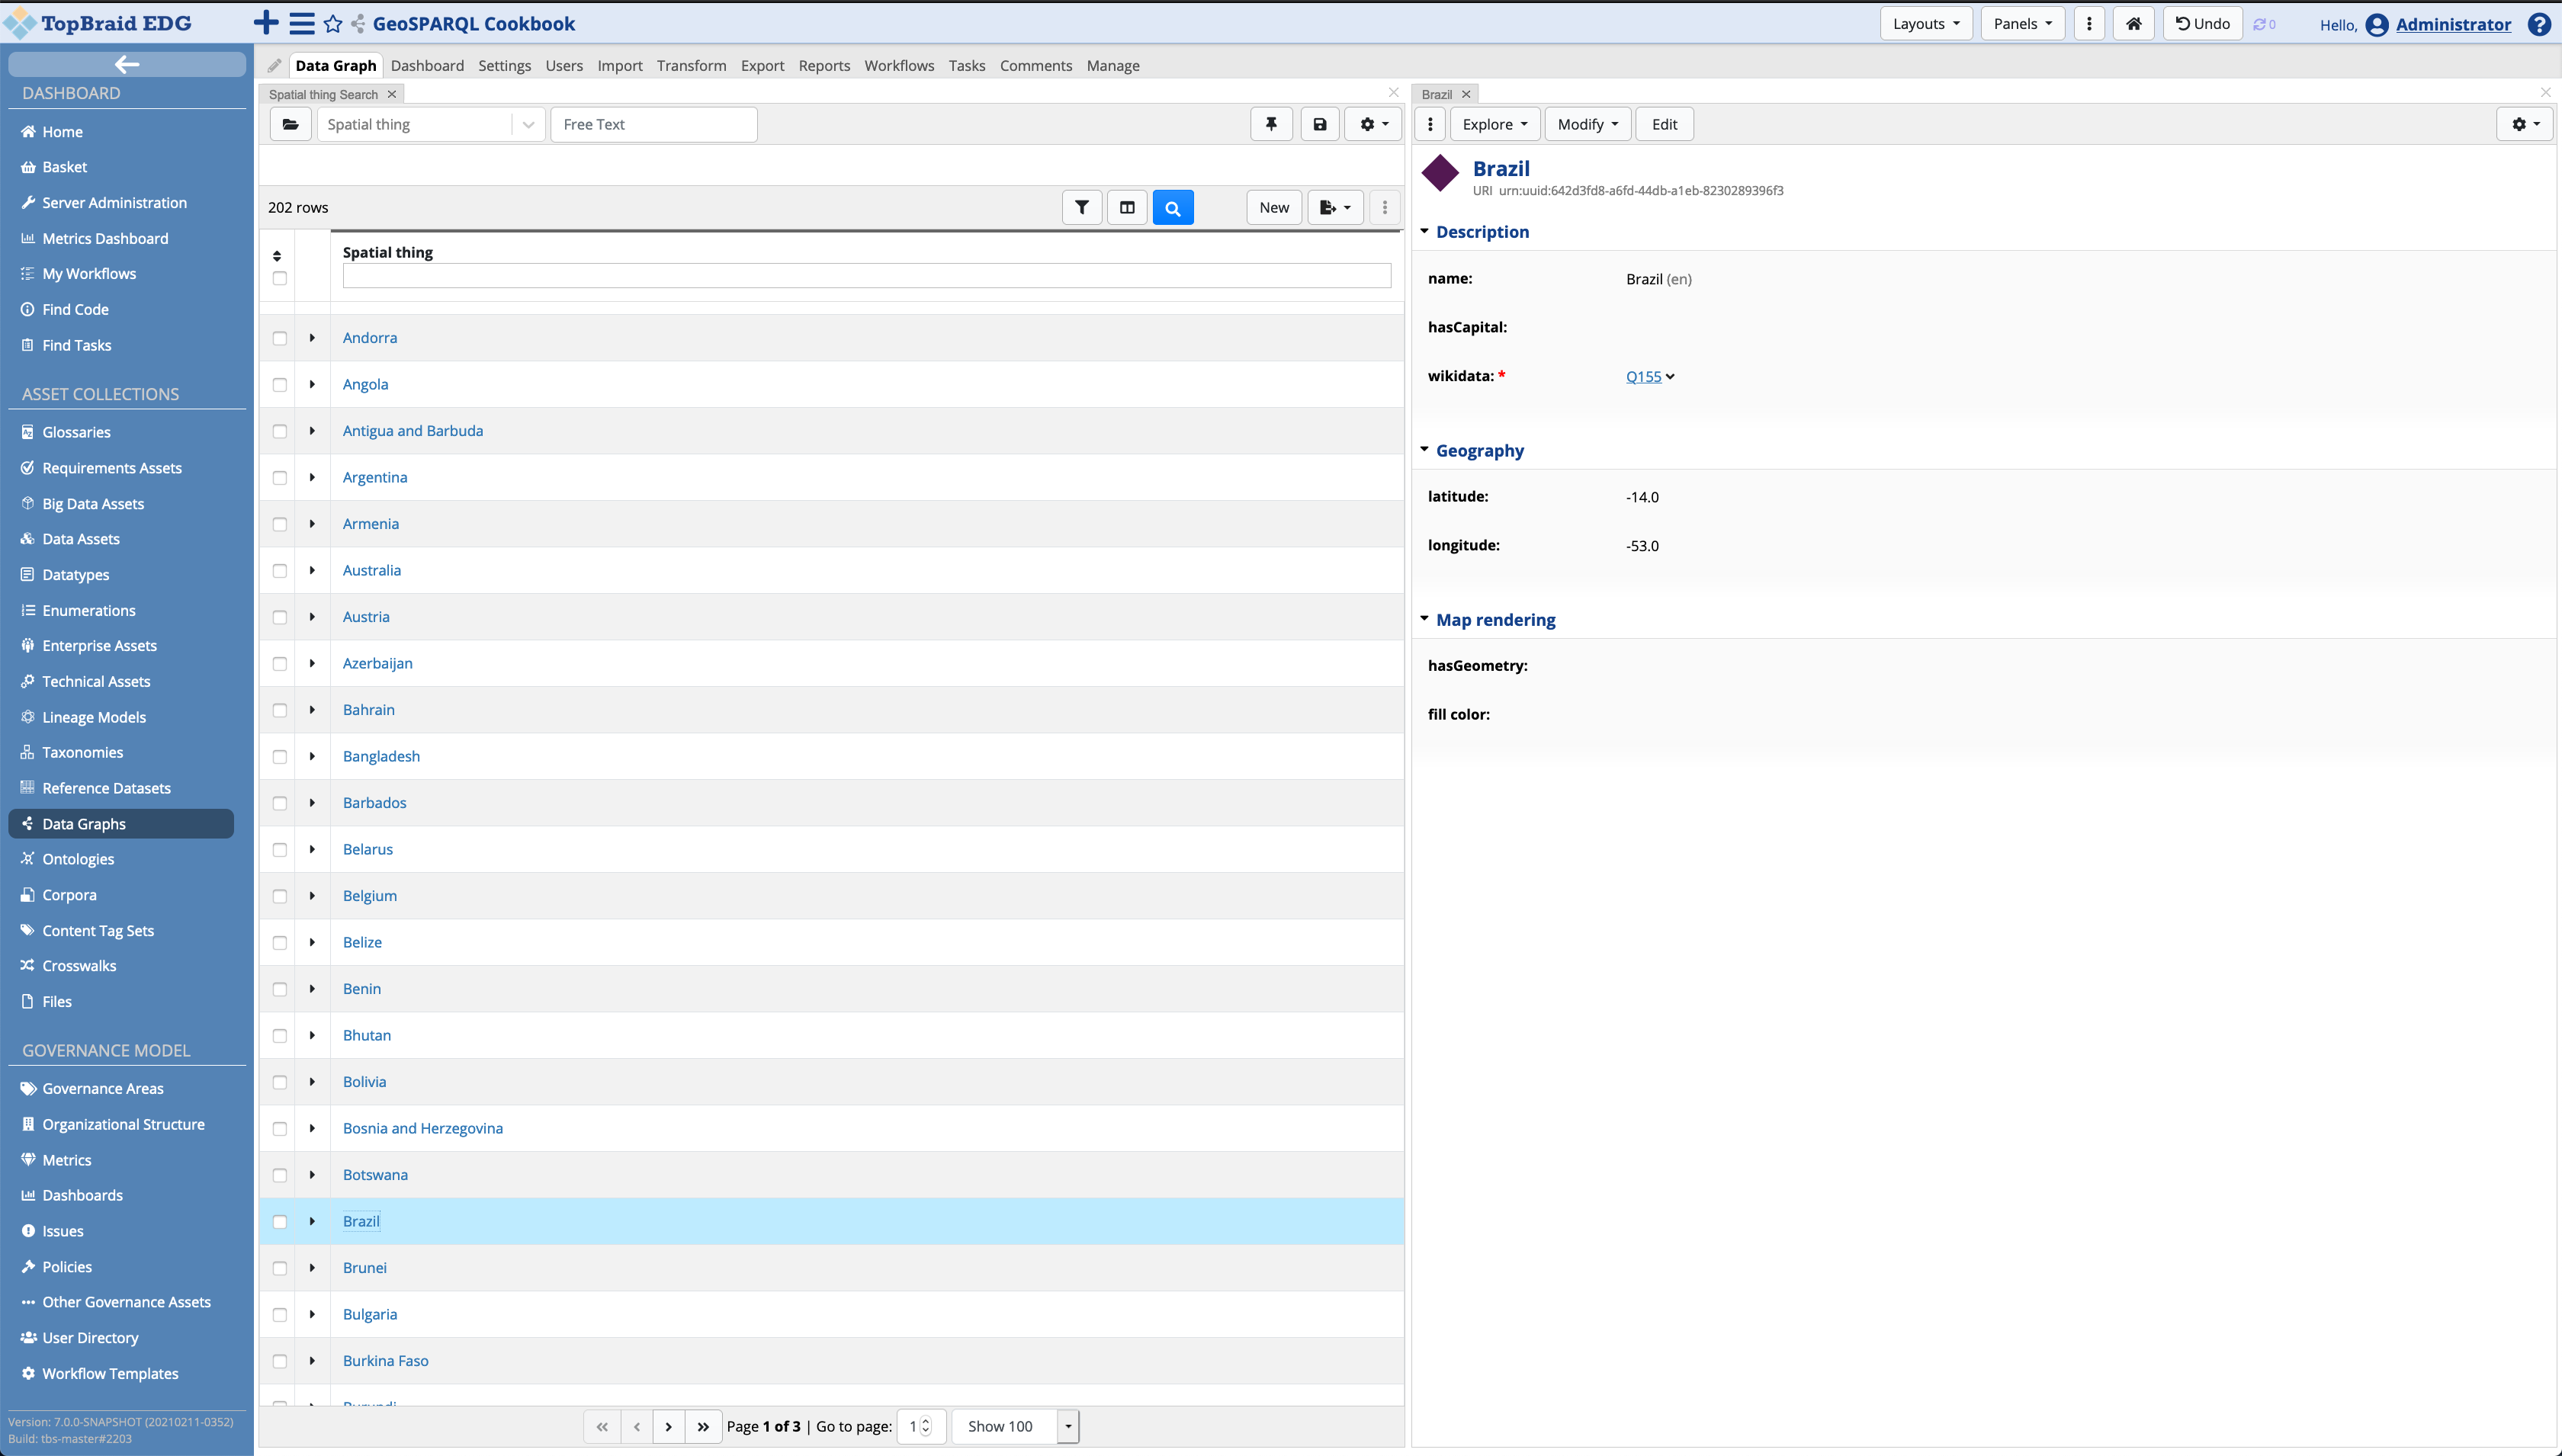 TopBraid EDG
GeoSPARQL Cookbook
Layouts
Panels
Undo
0
Hello, Administrator
DASHBOARD
Home
Basket
Server Administration
Metrics Dashboard
My Workflows
Find Code
Find Tasks
ASSET COLLECTIONS
Glossaries
Requirements Assets
Big Data Assets
Data Assets
Datatypes
Enumerations
Enterprise Assets
Technical Assets
Lineage Models
Taxonomies
Reference Datasets
Data Graphs
Ontologies
Corpora
Content Tag Sets
Crosswalks
Files
GOVERNANCE MODEL
Governance Areas
Organizational Structure
Metrics
Dashboards
Issues
Policies
Other Governance Assets
User Directory
Workflow Templates
Version: 7.0.0-SNAPSHOT (20210211-0352)
Build: tbs-master#2203
Data Graph Dashboard Settings Users Import Transform Export Reports Workflows Tasks Comments Manage
Spatial thing Search
Spatial thing
Free Text
202 rows
New
Spatial thing
Andorra
Angola
Antigua and Barbuda
Argentina
Armenia
Australia
Austria
Azerbaijan
Bahrain
Bangladesh
Barbados
Belarus
Belgium
Belize
Benin
Bhutan
Bolivia
Bosnia and Herzegovina
Botswana
Brazil
Brunei
Bulgaria
Burkina Faso
Page 1 of 3 | Go to page: 1 Show 100
Brazil
Explore
Modify
Edit
Brazil
URI urn:uuid:642d3fd8-a6fd-44db-a1eb-8230289396f3
Description
name: Brazil (en)
hasCapital:
wikidata: * Q155
Geography
latitude: -14.0
longitude: -53.0
Map rendering
hasGeometry:
fill color: